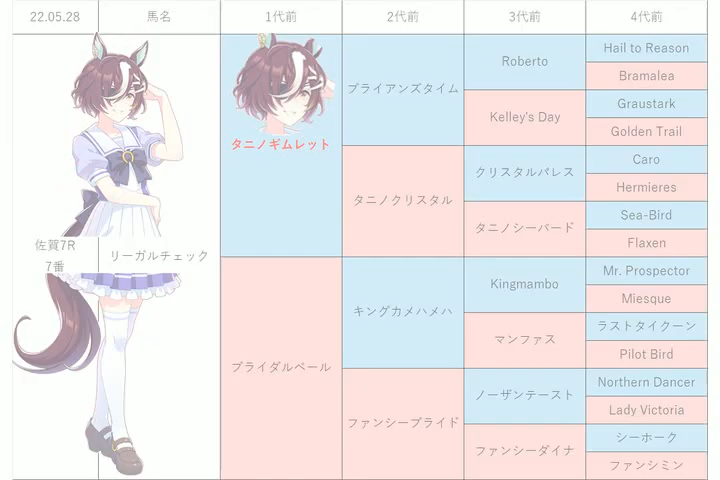 22.05.28 馬名 1代前 2代前 3代前 4代前
佐賀7R
7番
リーガルチェック
タニノギムレット
ブライダルベール
ブライアンズタイム
タニノクリスタル
キングカメハメハ
ファンシーブライド
Roberto
Kelley's Day
クリスタルパレス
タニノシーバード
Kingmambo
マンファス
ノーザンテースト
ファンシーダイナ
Hail to Reason
Bramalea
Graustark
Golden Trail
Caro
Hermieres
Sea-Bird
Flaxen
Mr. Prospector
Miesque
ラストタイクーン
Pilot Bird
Northern Dancer
Lady Victoria
シーホーク
ファンシミン